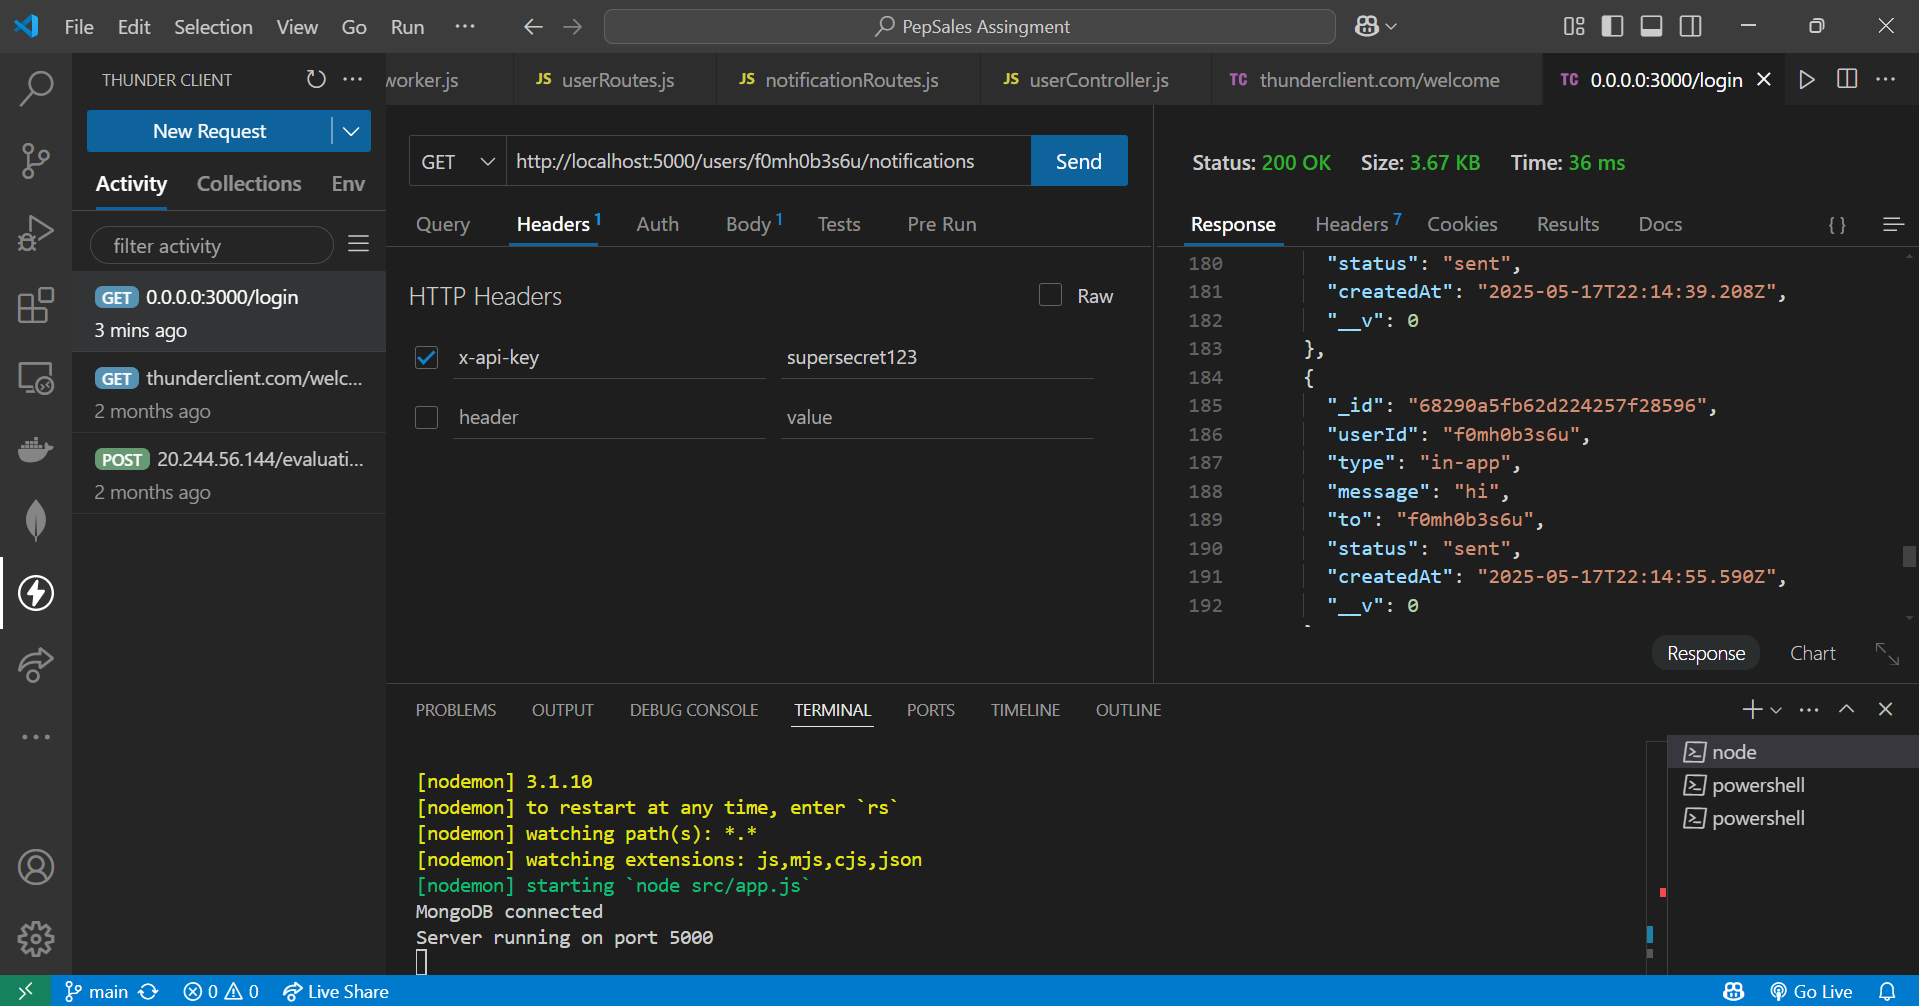 File Edit Selection View Go Run ···
PepSales Assingment
THUNDER CLIENT
worker.js
JS userRoutes.js
JS notificationRoutes.js
JS userController.js
TC thunderclient.com/welcome
TC 0.0.0.0:3000/login
New Request
Activity Collections Env
filter activity
GET 0.0.0.0:3000/login
3 mins ago
GET thunderclient.com/welc...
2 months ago
POST 20.244.56.144/evaluati...
2 months ago
GET http://localhost:5000/users/f0mh0b3s6u/notifications Send
Query Headers 1 Auth Body 1 Tests Pre Run
HTTP Headers Raw
x-api-key supersecret123
header value
Status: 200 OK Size: 3.67 KB Time: 36 ms
Response Headers 7 Cookies Results Docs { }
180 "status": "sent",
181 "createdAt": "2025-05-17T22:14:39.208Z",
182 "__v": 0
183 },
184 {
185 "_id": "68290a5fb62d224257f28596",
186 "userId": "f0mh0b3s6u",
187 "type": "in-app",
188 "message": "hi",
189 "to": "f0mh0b3s6u",
190 "status": "sent",
191 "createdAt": "2025-05-17T22:14:55.590Z",
192 "__v": 0
Response Chart
PROBLEMS OUTPUT DEBUG CONSOLE TERMINAL PORTS TIMELINE OUTLINE
[nodemon] 3.1.10
[nodemon] to restart at any time, enter `rs`
[nodemon] watching path(s): *.*
[nodemon] watching extensions: js,mjs,cjs,json
[nodemon] starting `node src/app.js`
MongoDB connected
Server running on port 5000
node
powershell
powershell
main 0 0 Live Share Go Live